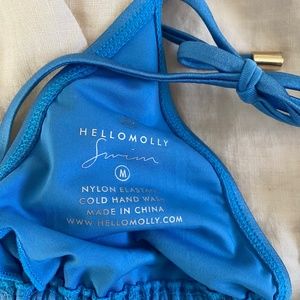 HELLOMOLLY
Swim
M
NYLON ELASTANE
COLD HAND WASH
MADE IN CHINA
WWW.HELLOMOLLY.COM